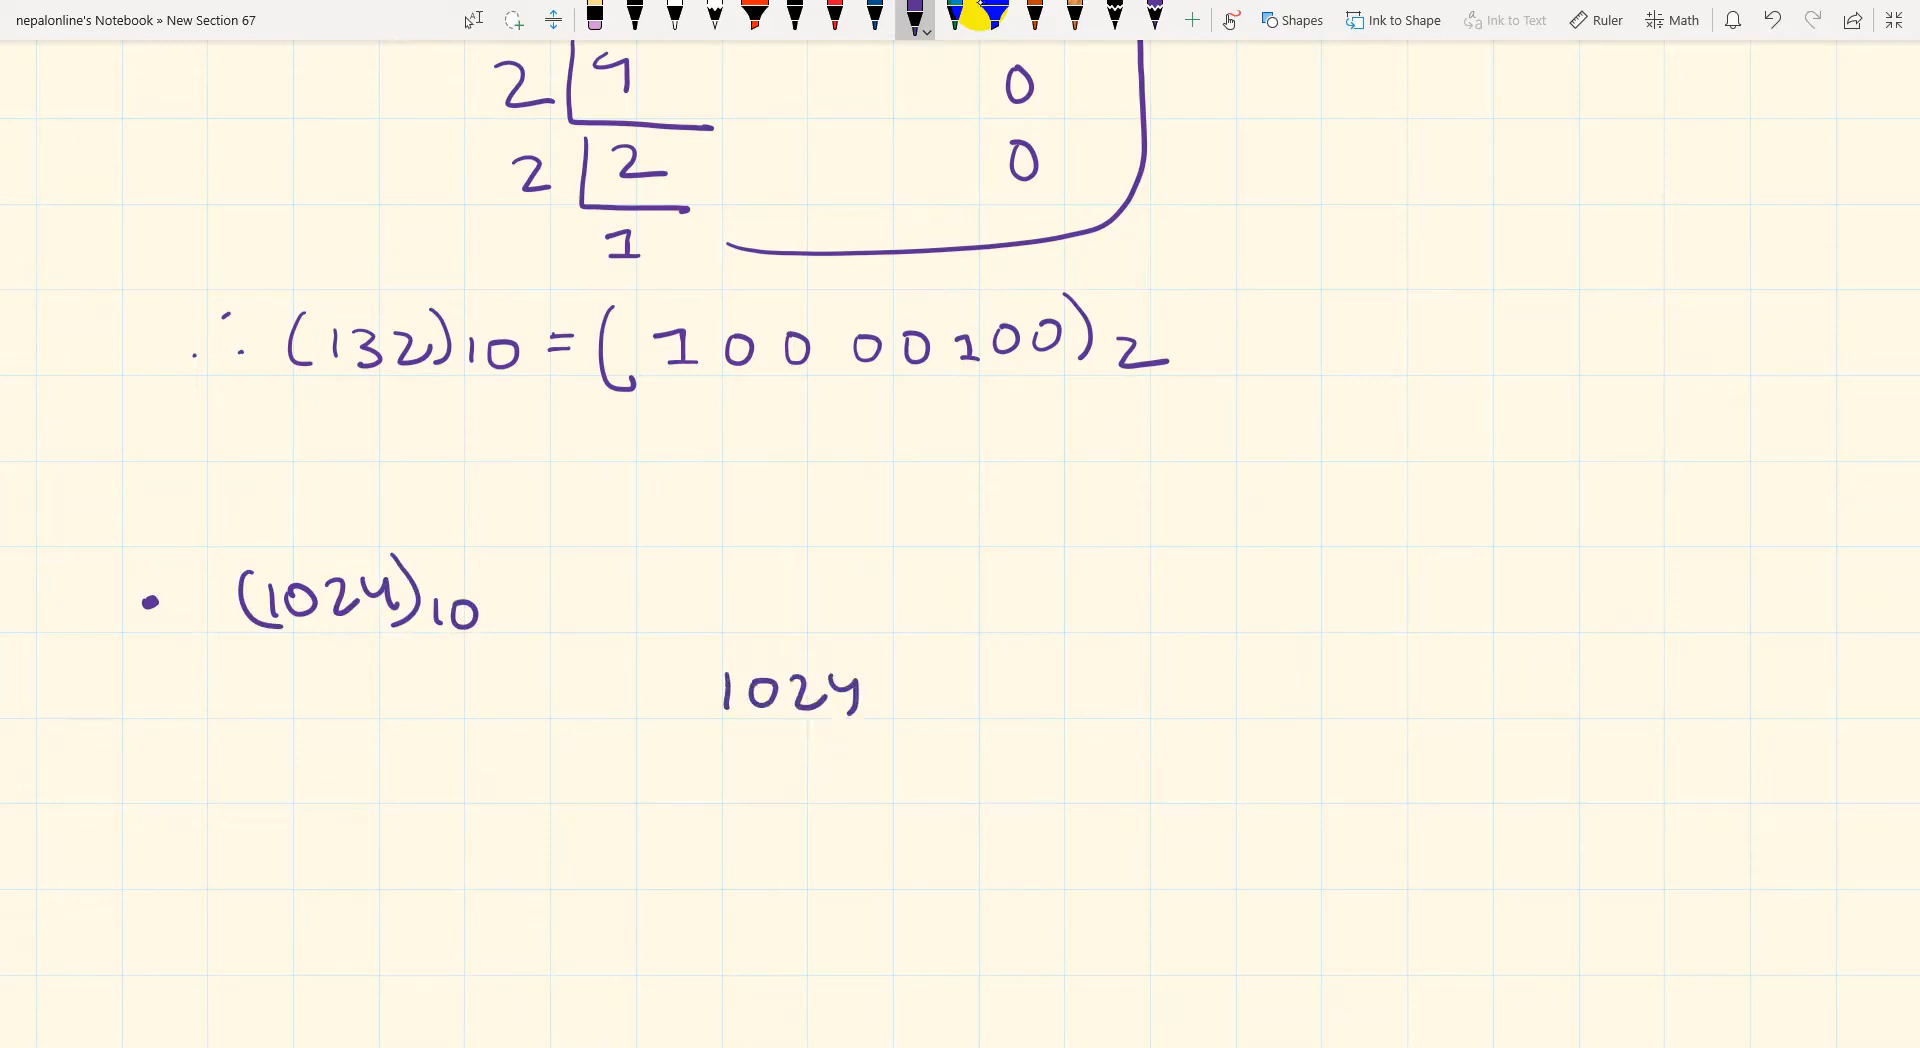 nepalonline's Notebook » New Section 67
Shapes Ink to Shape Ink to Text Ruler Math
2 4 0
2 2 0
1
∴ (132)10 = (10000100)2
• (1024)10
1024